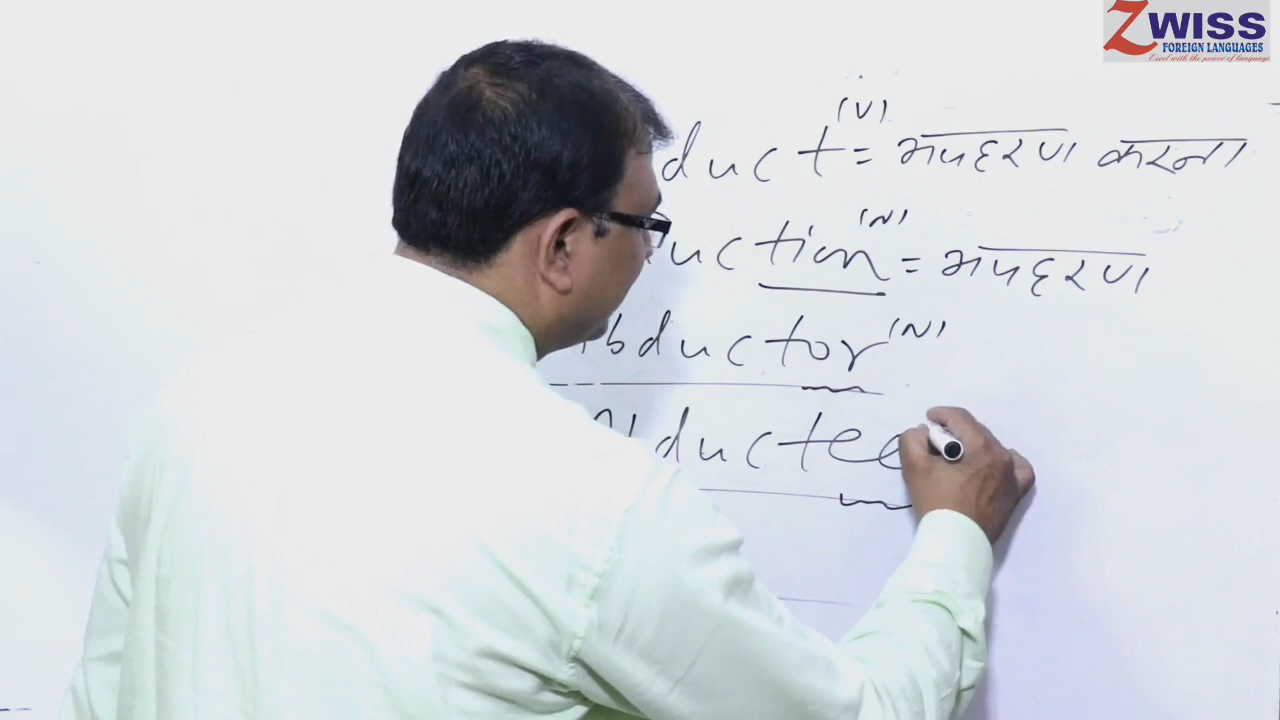 ZWISS
FOREIGN LANGUAGES
Excel with the power of language
(V)
duct = अपहरण करना
(N)
uction = अपहरण
bductor (N)
ductee